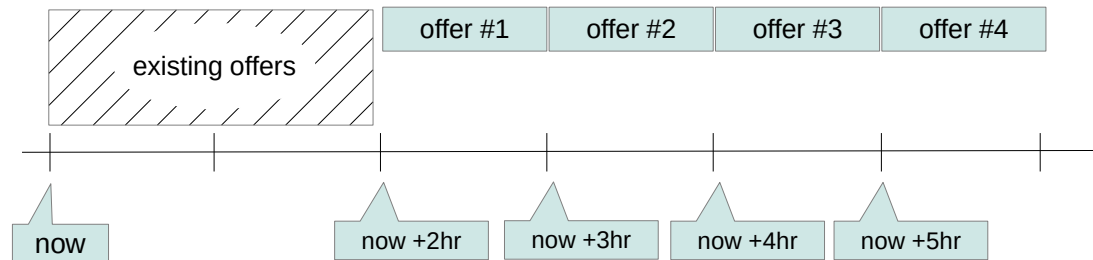 existing offers
offer #1
offer #2
offer #3
offer #4
now
now +2hr
now +3hr
now +4hr
now +5hr